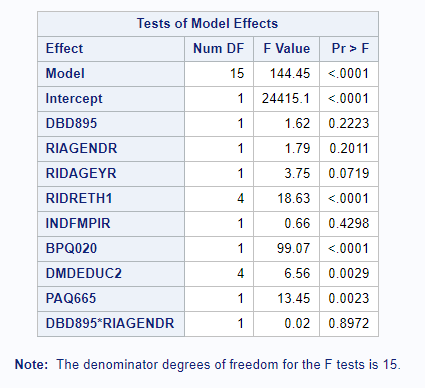 Tests of Model Effects
Effect Num DF F Value Pr > F
Model 15 144.45 <.0001
Intercept 1 24415.1 <.0001
DBD895 1 1.62 0.2223
RIAGENDR 1 1.79 0.2011
RIDAGEYR 1 3.75 0.0719
RIDRETH1 4 18.63 <.0001
INDFMPIR 1 0.66 0.4298
BPQ020 1 99.07 <.0001
DMDEDUC2 4 6.56 0.0029
PAQ665 1 13.45 0.0023
DBD895*RIAGENDR 1 0.02 0.8972
Note: The denominator degrees of freedom for the F tests is 15.